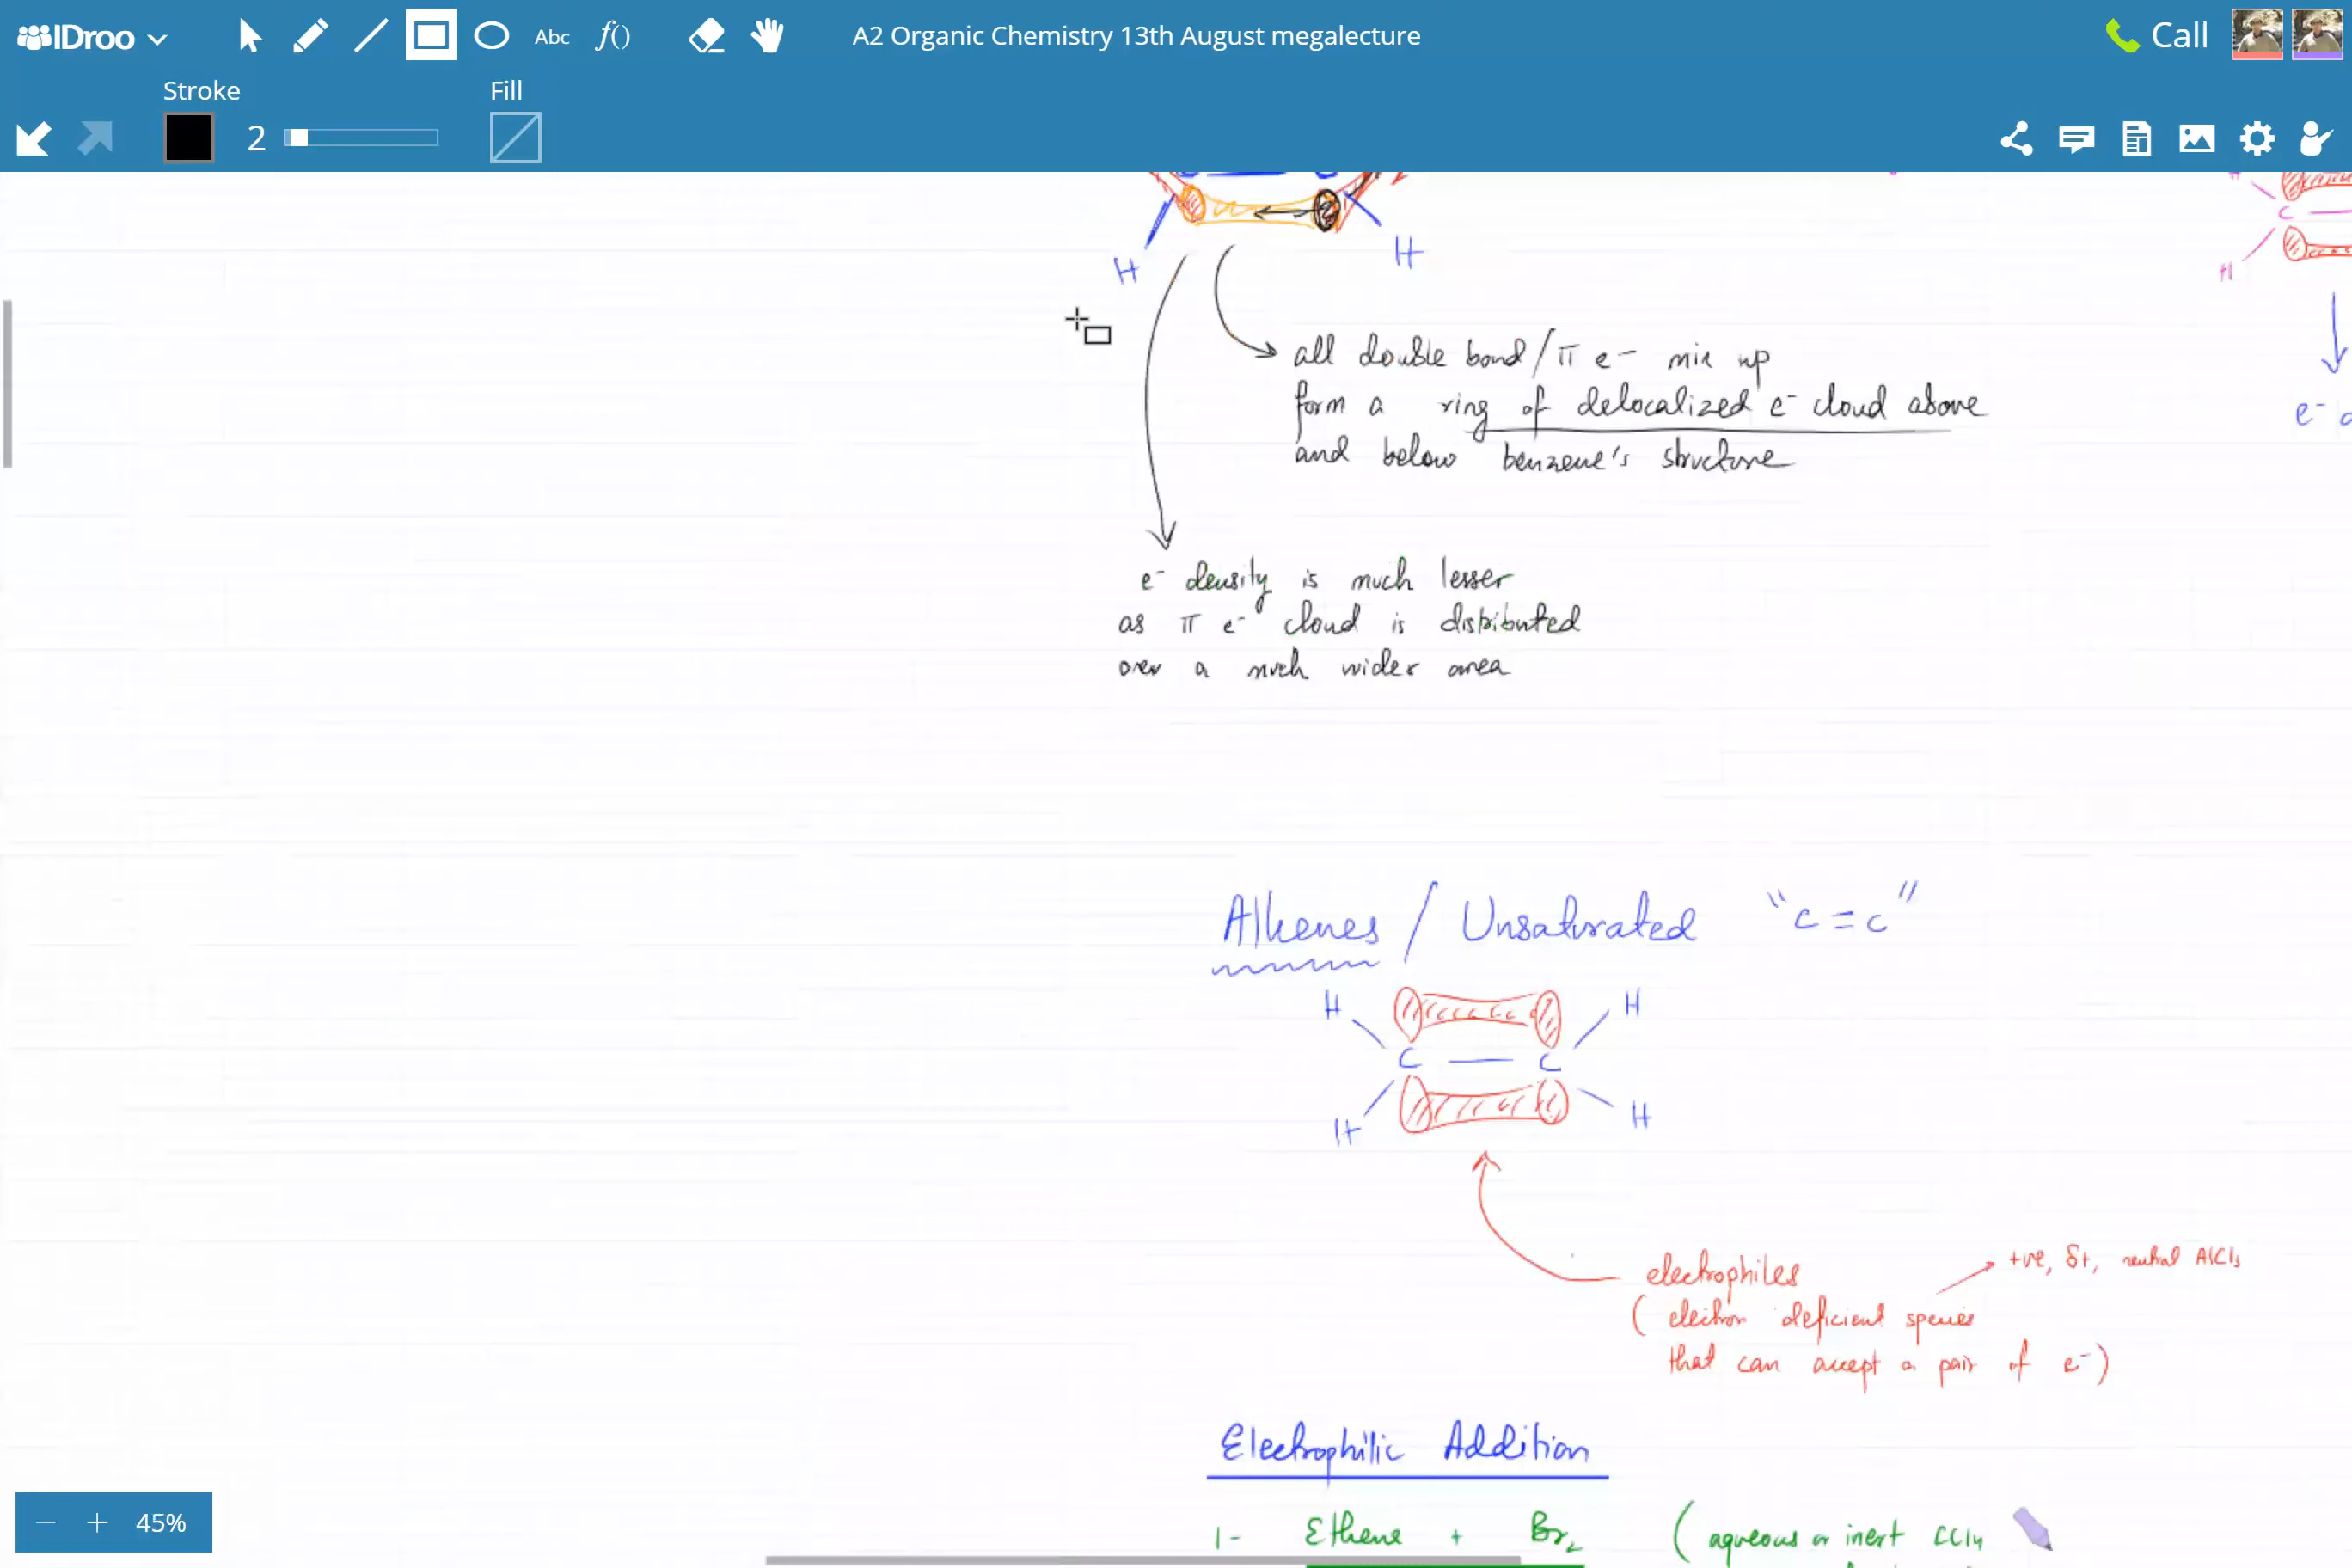 IDroo
Abc
f()
A2 Organic Chemistry 13th August megalecture
Call
Stroke
Fill
2
H
H
C
H
all double bond/π e⁻ mix up
form a ring of delocalized e⁻ cloud above
and below benzene's structure
e⁻
e⁻ density is much lesser
as π e⁻ cloud is distributed
over a much wider area
Alkenes / Unsaturated "c=c"
H H
C — C
H H
electrophiles
+ve, δ+, neutral AlCl₃
( electron deficient species
that can accept a pair of e⁻)
Electrophilic Addition
1- Ethene + Br₂ ( aqueous or inert CCl₄
− + 45%